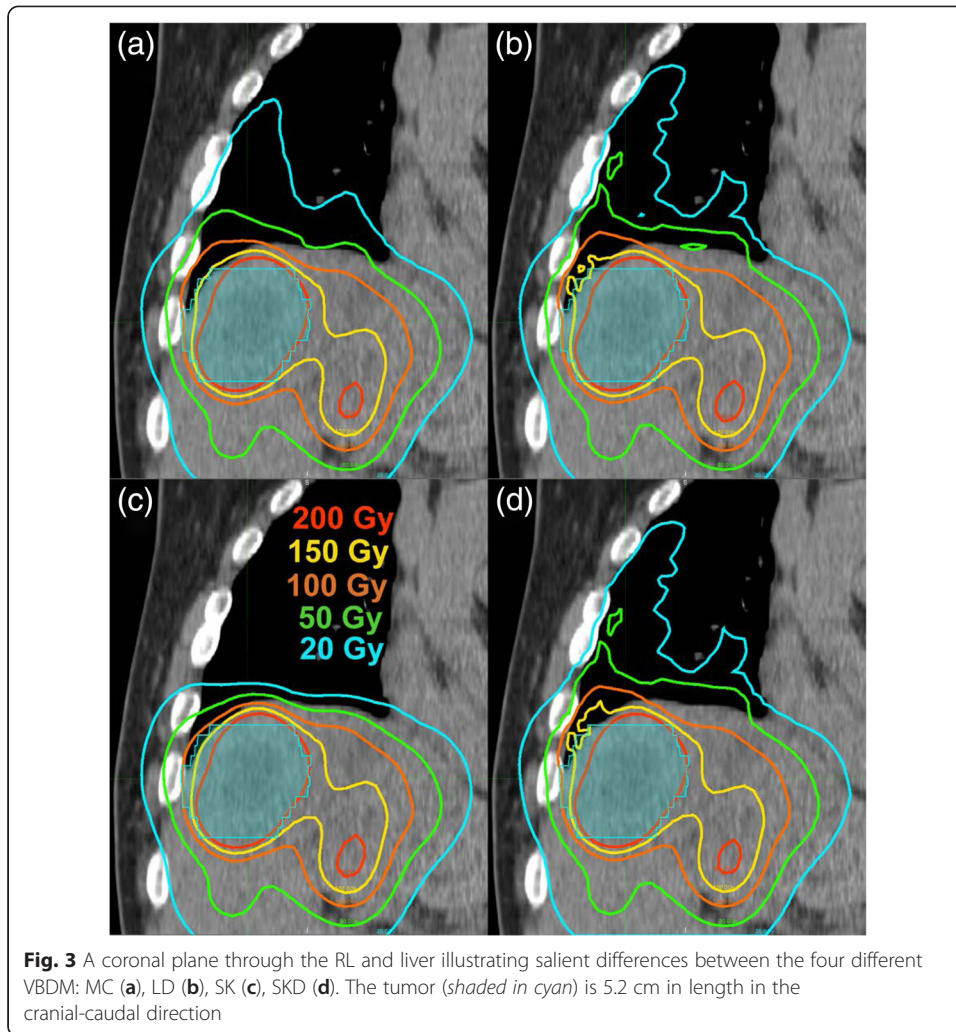 (a)
(b)
(c)
(d)
200 Gy
150 Gy
100 Gy
50 Gy
20 Gy
Fig. 3 A coronal plane through the RL and liver illustrating salient differences between the four different
VBDM: MC (a), LD (b), SK (c), SKD (d). The tumor (shaded in cyan) is 5.2 cm in length in the
cranial-caudal direction